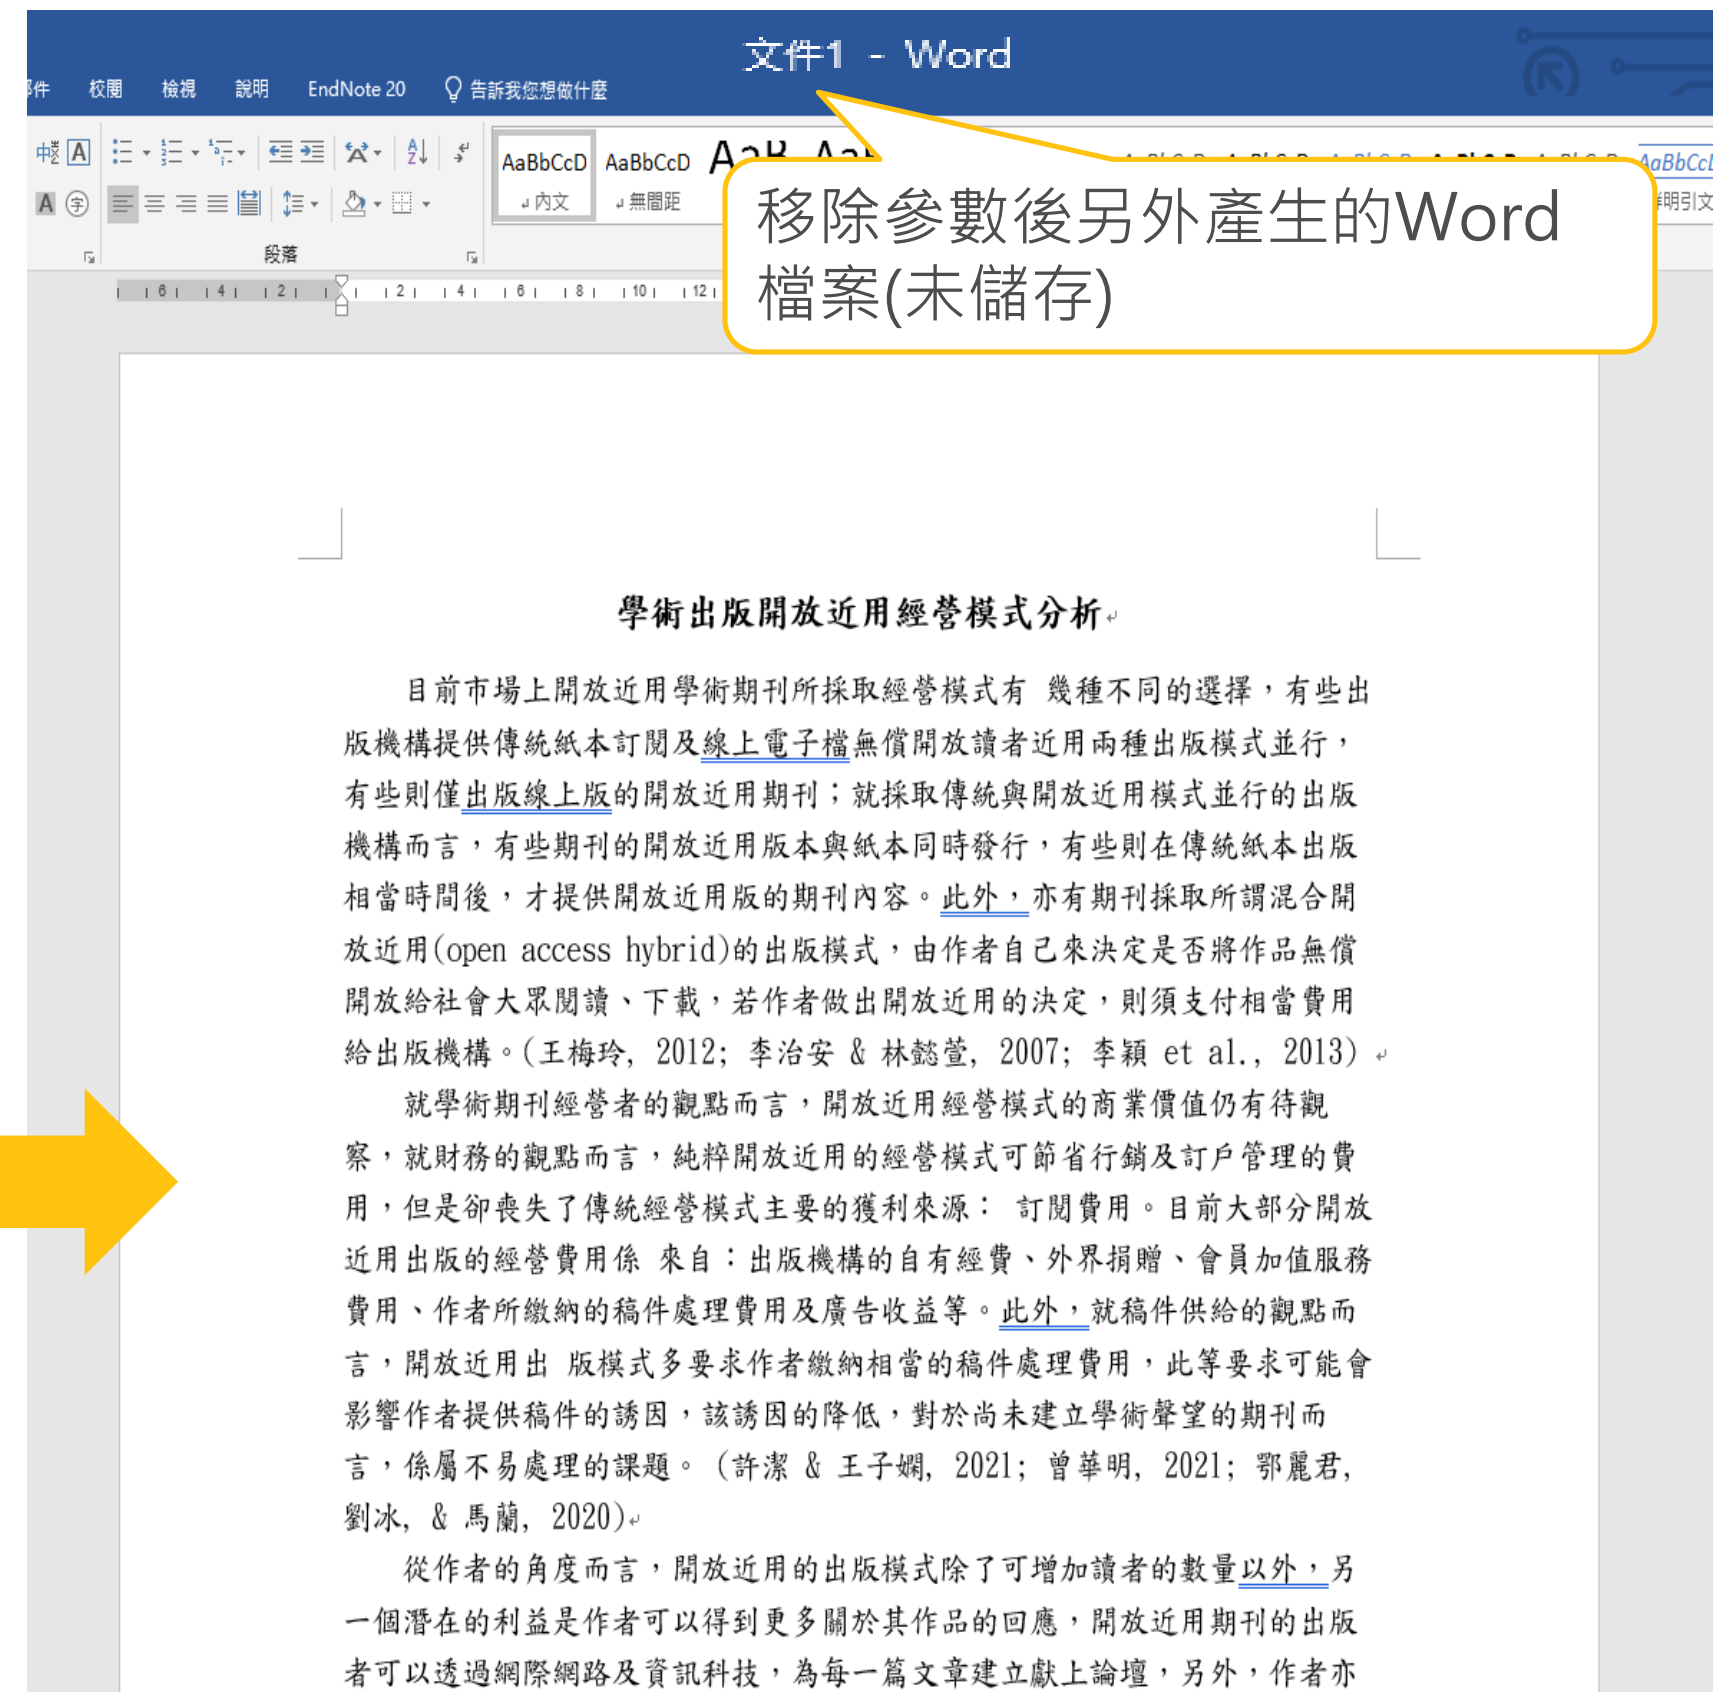 文件1 - Word
件 校閱 檢視 說明 EndNote 20 告訴我您想做什麼
AaBbCcD AaBbCcD
內文 無間距
明引文
段落
6 4 2 2 4 6 8 10 12
移除參數後另外產生的Word
檔案(未儲存)
學術出版開放近用經營模式分析
目前市場上開放近用學術期刊所採取經營模式有 幾種不同的選擇，有些出
版機構提供傳統紙本訂閱及線上電子檔無償開放讀者近用兩種出版模式並行，
有些則僅出版線上版的開放近用期刊；就採取傳統與開放近用模式並行的出版
機構而言，有些期刊的開放近用版本與紙本同時發行，有些則在傳統紙本出版
相當時間後，才提供開放近用版的期刊內容。此外，亦有期刊採取所謂混合開
放近用(open access hybrid)的出版模式，由作者自己來決定是否將作品無償
開放給社會大眾閱讀、下載，若作者做出開放近用的決定，則須支付相當費用
給出版機構。(王梅玲, 2012; 李治安 & 林懿萱, 2007; 李穎 et al., 2013)
就學術期刊經營者的觀點而言，開放近用經營模式的商業價值仍有待觀
察，就財務的觀點而言，純粹開放近用的經營模式可節省行銷及訂戶管理的費
用，但是卻喪失了傳統經營模式主要的獲利來源： 訂閱費用。目前大部分開放
近用出版的經營費用係 來自：出版機構的自有經費、外界捐贈、會員加值服務
費用、作者所繳納的稿件處理費用及廣告收益等。此外，就稿件供給的觀點而
言，開放近用出 版模式多要求作者繳納相當的稿件處理費用，此等要求可能會
影響作者提供稿件的誘因，該誘因的降低，對於尚未建立學術聲望的期刊而
言，係屬不易處理的課題。 (許潔 & 王子嫻, 2021; 曾華明, 2021; 鄂麗君,
劉冰, & 馬蘭, 2020)
從作者的角度而言，開放近用的出版模式除了可增加讀者的數量以外，另
一個潛在的利益是作者可以得到更多關於其作品的回應，開放近用期刊的出版
者可以透過網際網路及資訊科技，為每一篇文章建立獻上論壇，另外，作者亦